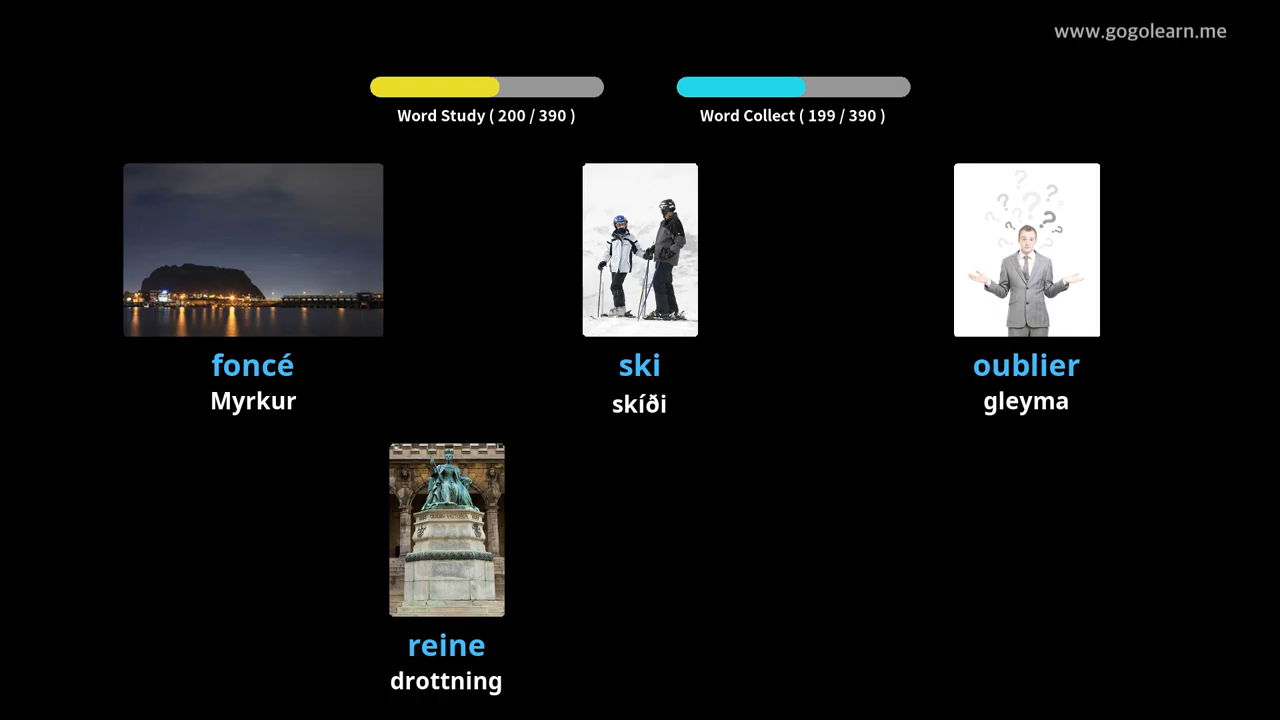 www.gogolearn.me
Word Study ( 200 / 390 )
Word Collect ( 199 / 390 )
foncé
Myrkur
ski
skíði
oublier
gleyma
reine
drottning